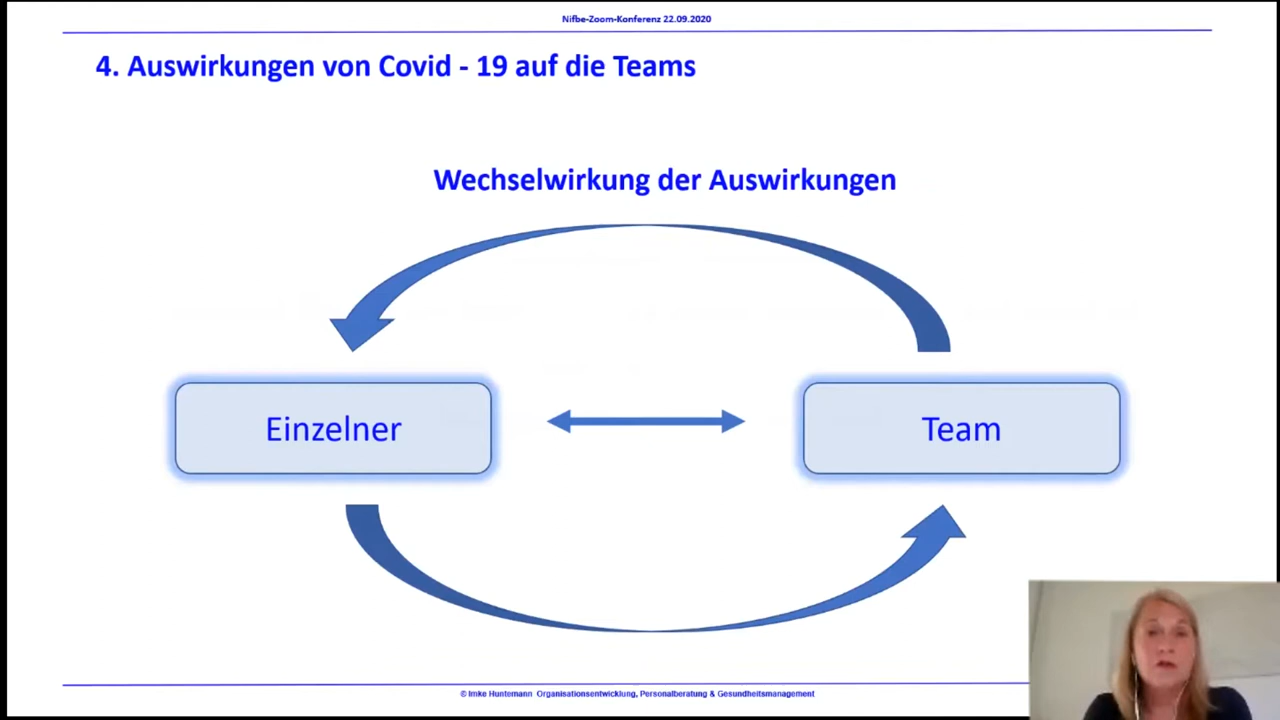 Nifbe-Zoom-Konferenz 22.09.2020
4. Auswirkungen von Covid - 19 auf die Teams
Wechselwirkung der Auswirkungen
Einzelner
Team
© Imke Huntemann Organisationsentwicklung, Personalberatung & Gesundheitsmanagement